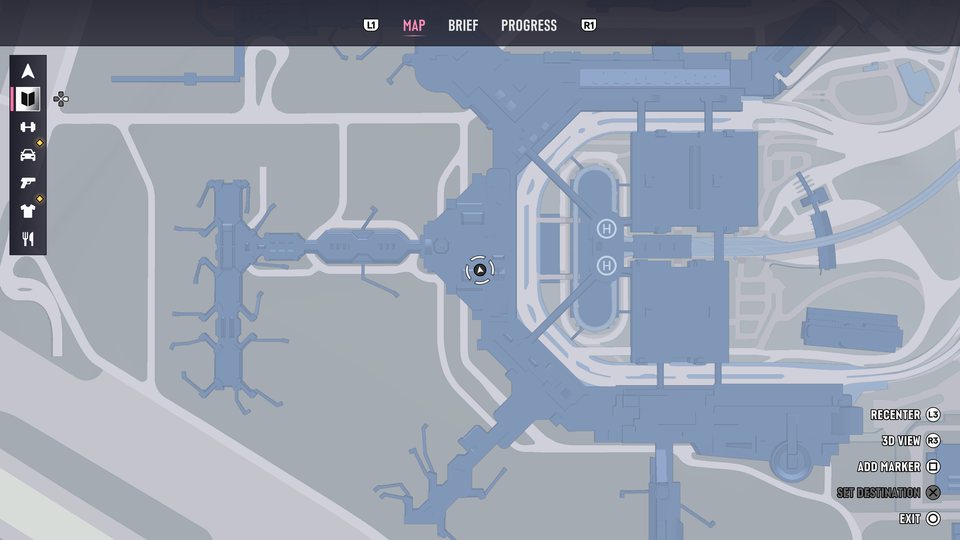 L1 MAP BRIEF PROGRESS R1
H
H
RECENTER L3
3D VIEW R3
ADD MARKER
SET DESTINATION
EXIT